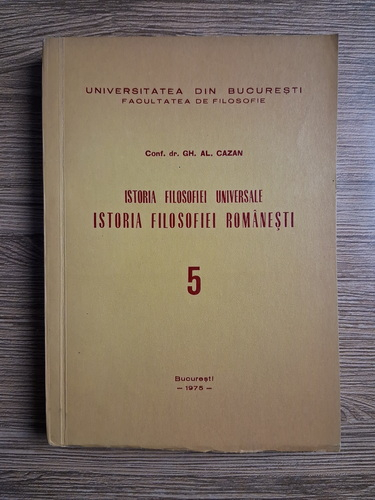 UNIVERSITATEA DIN BUCUREȘTI
FACULTATEA DE FILOSOFIE
Conf. dr. GH. AL. CAZAN
ISTORIA FILOSOFIEI UNIVERSALE
ISTORIA FILOSOFIEI ROMÂNEȘTI
5
București
— 1978 —